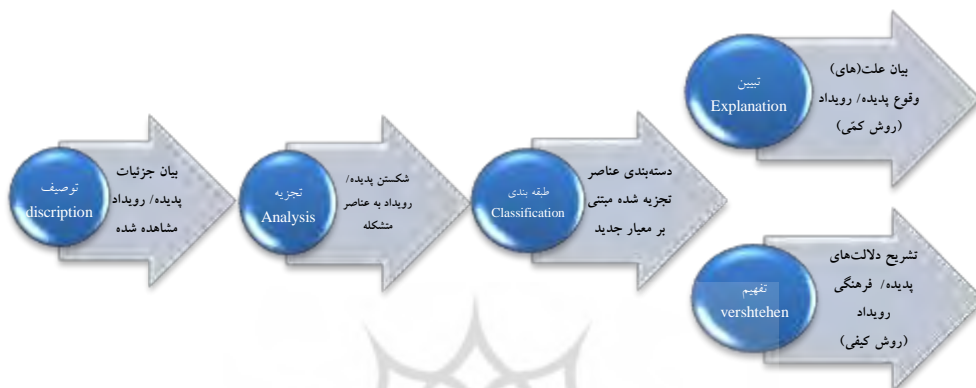 توصیف
discription
بیان جزئیات
پدیده/ رویداد
مشاهده شده
تجزیه
Analysis
شکستن پدیده/
رویداد به عناصر
متشکله
طبقه بندی
Classification
دسته‌بندی عناصر
تجزیه شده مبتنی
بر معیار جدید
تبیین
Explanation
بیان علت(های)
وقوع پدیده/ رویداد
(روش کمّی)
تفهیم
vershtehen
تشریح دلالت‌های
پدیده/ فرهنگی
رویداد
(روش کیفی)